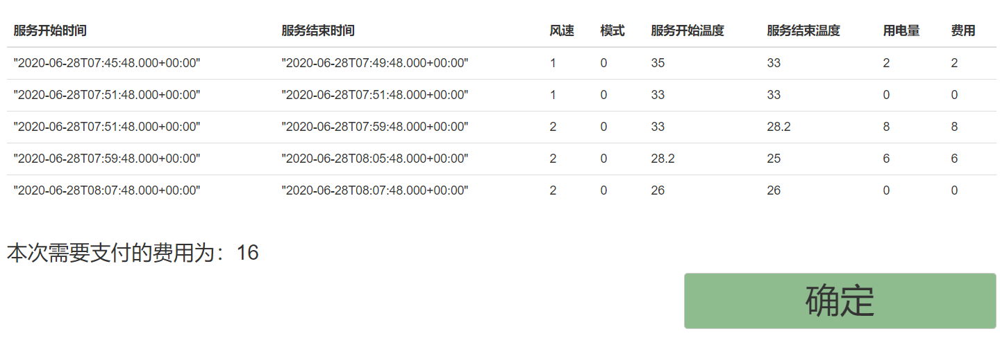 服务开始时间 服务结束时间 风速 模式 服务开始温度 服务结束温度 用电量 费用
"2020-06-28T07:45:48.000+00:00" "2020-06-28T07:49:48.000+00:00" 1 0 35 33 2 2
"2020-06-28T07:51:48.000+00:00" "2020-06-28T07:51:48.000+00:00" 1 0 33 33 0 0
"2020-06-28T07:51:48.000+00:00" "2020-06-28T07:59:48.000+00:00" 2 0 33 28.2 8 8
"2020-06-28T07:59:48.000+00:00" "2020-06-28T08:05:48.000+00:00" 2 0 28.2 25 6 6
"2020-06-28T08:07:48.000+00:00" "2020-06-28T08:07:48.000+00:00" 2 0 26 26 0 0
本次需要支付的费用为：16
确定